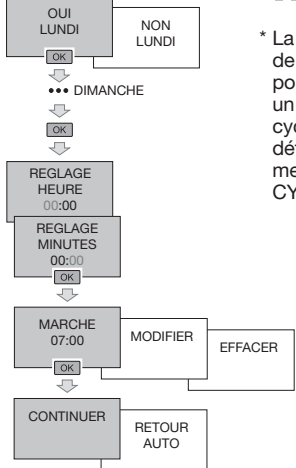 OUI
LUNDI
NON
LUNDI
OK
••• DIMANCHE
OK
REGLAGE
HEURE
00:00
REGLAGE
MINUTES
00:00
OK
MARCHE
07:00
MODIFIER
EFFACER
OK
CONTINUER
RETOUR
AUTO
* La
de
po
un
cyc
dét
me
CY